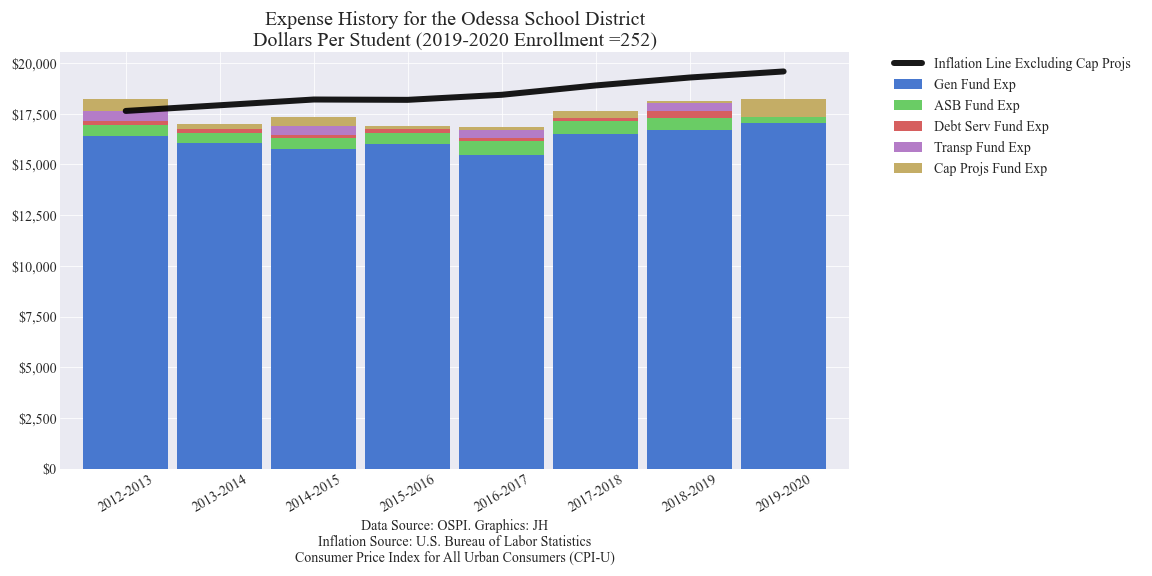 Expense History for the Odessa School District
Dollars Per Student (2019-2020 Enrollment =252)
$20,000
$17,500
$15,000
$12,500
$10,000
$7,500
$5,000
$2,500
$0
2012-2013
2013-2014
2014-2015
2015-2016
2016-2017
2017-2018
2018-2019
2019-2020
Inflation Line Excluding Cap Projs
Gen Fund Exp
ASB Fund Exp
Debt Serv Fund Exp
Transp Fund Exp
Cap Projs Fund Exp
Data Source: OSPI. Graphics: JH
Inflation Source: U.S. Bureau of Labor Statistics
Consumer Price Index for All Urban Consumers (CPI-U)